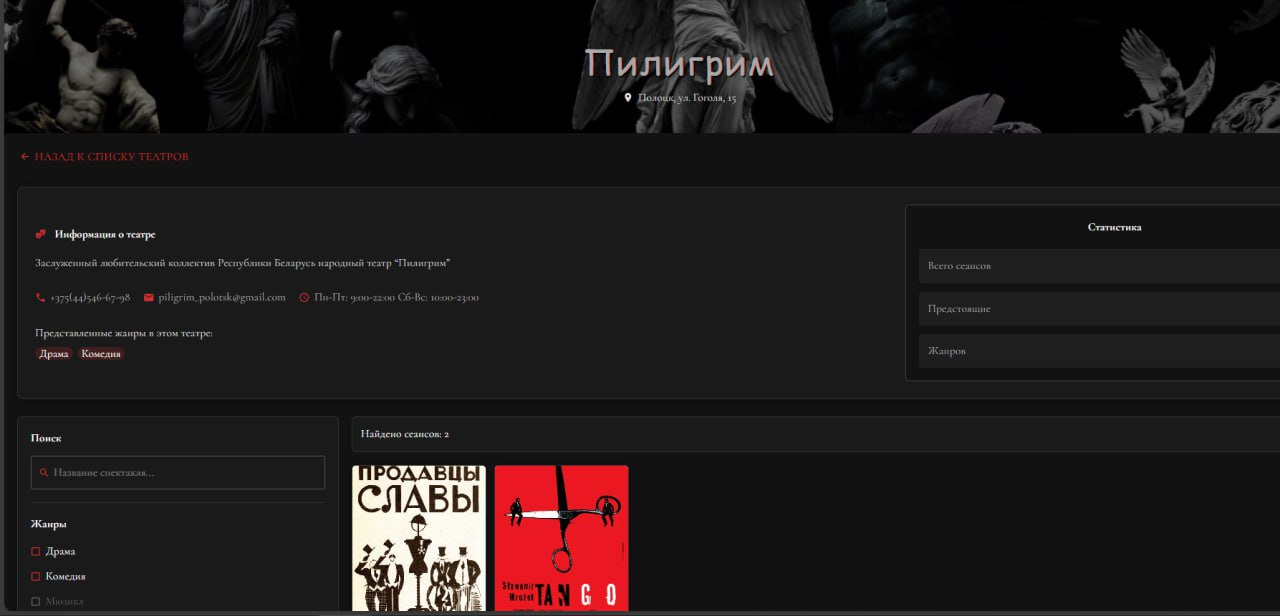 Пилигрим
Полоцк, ул. Гоголя, 15
НАЗАД К СПИСКУ ТЕАТРОВ
Информация о театре
Заслуженный любительский коллектив Республики Беларусь народный театр “Пилигрим”
+375(44)546-67-98 piligrim_polotsk@gmail.com Пн-Пт: 9:00-22:00 Сб-Вс: 10:00-23:00
Представленные жанры в этом театре:
Драма Комедия
Статистика
Всего сеансов
Предстоящие
Жанров
Поиск
Название спектакля...
Жанры
Драма
Комедия
Мюзикл
Найдено сеансов: 2
ПРОДАВЦЫ
СЛАВЫ
Sławomir
Mrożek
TANGO